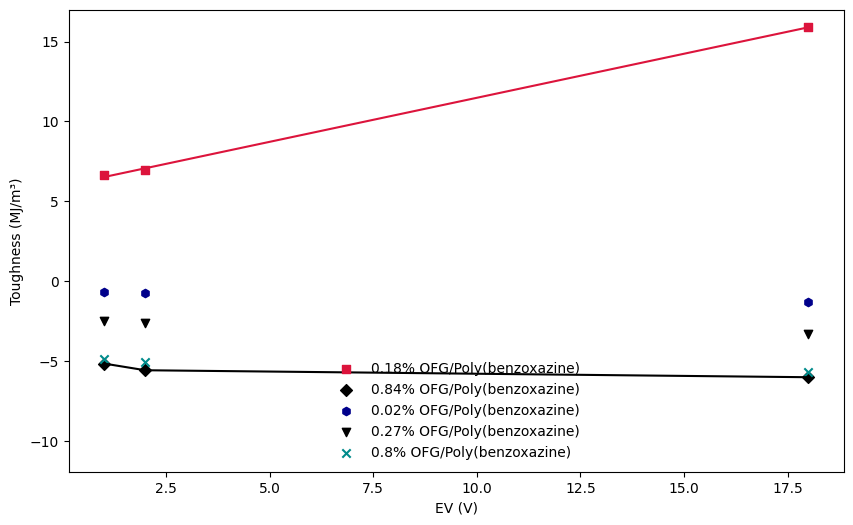 15
10
5
0
−5
−10
Toughness (MJ/m³)
0.18% OFG/Poly(benzoxazine)
0.84% OFG/Poly(benzoxazine)
0.02% OFG/Poly(benzoxazine)
0.27% OFG/Poly(benzoxazine)
0.8% OFG/Poly(benzoxazine)
2.5 5.0 7.5 10.0 12.5 15.0 17.5
EV (V)